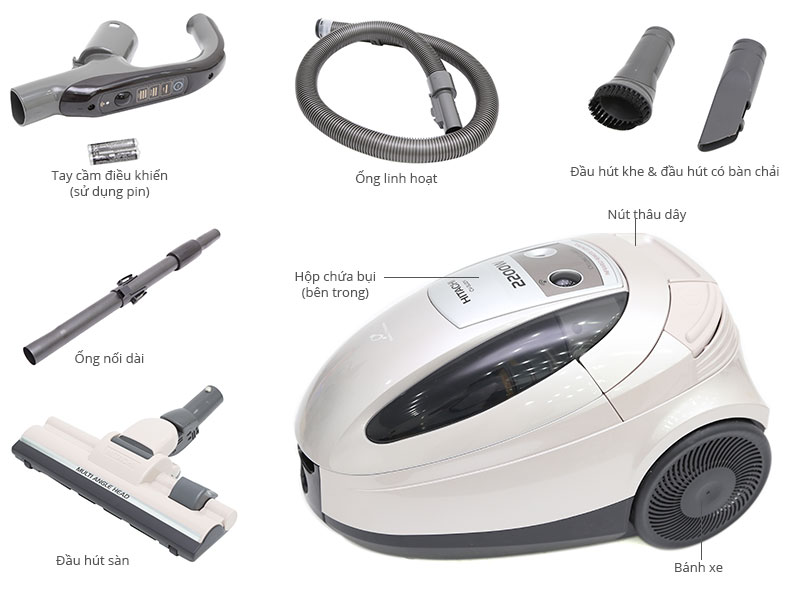 Tay cầm điều khiển
(sử dụng pin)
Ống linh hoạt
Đầu hút khe & đầu hút có bàn chải
Nút thâu dây
Hộp chứa bụi
(bên trong)
2200W
HITACHI
Ống nối dài
MULTI ANGLE HEAD
Đầu hút sàn
Bánh xe